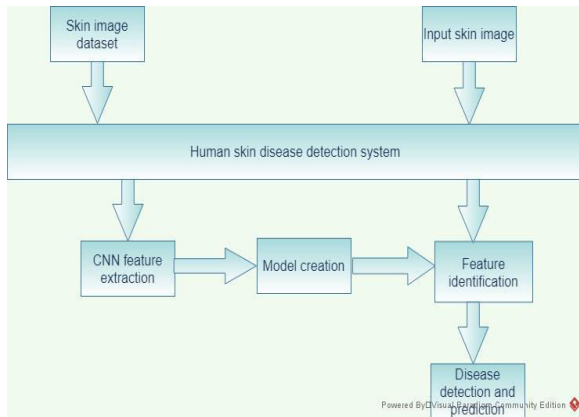 Skin image
dataset
Input skin image
Human skin disease detection system
CNN feature
extraction
Model creation
Feature
identification
Disease
detection and
prediction
Powered By Visual Paradigm Community Edition